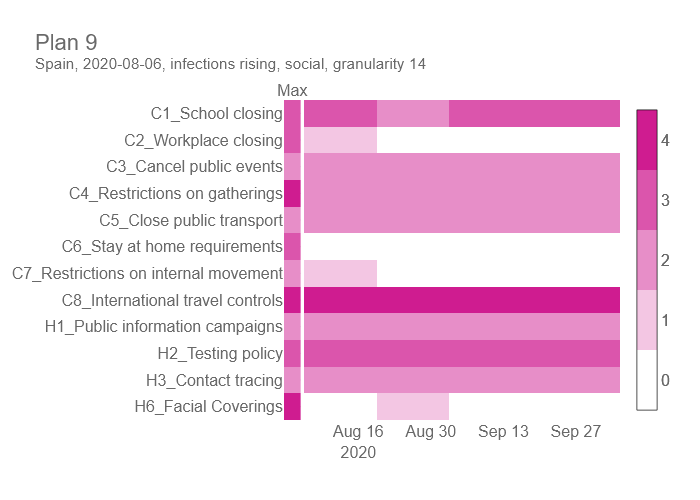 Plan 9
Spain, 2020-08-06, infections rising, social, granularity 14
Max
C1_School closing
C2_Workplace closing
C3_Cancel public events
C4_Restrictions on gatherings
C5_Close public transport
C6_Stay at home requirements
C7_Restrictions on internal movement
C8_International travel controls
H1_Public information campaigns
H2_Testing policy
H3_Contact tracing
H6_Facial Coverings
Aug 16 Aug 30 Sep 13 Sep 27
2020
4
3
2
1
0